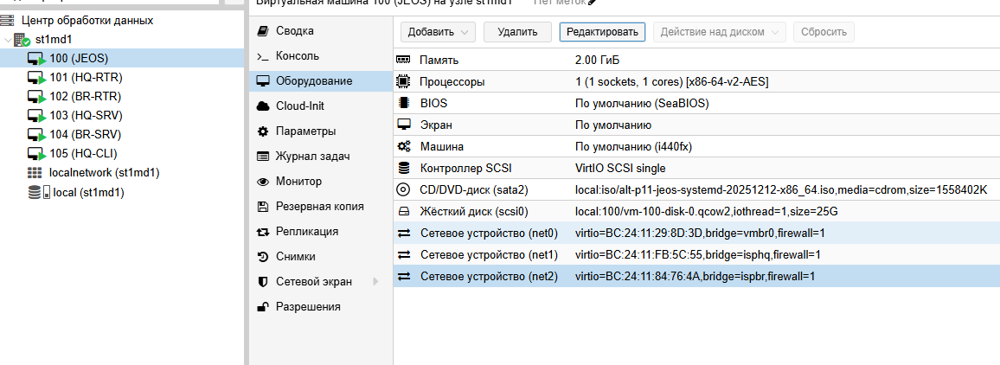 Виртуальная машина 100 (JEOS) на узле st1md1 Нет меток
Центр обработки данных
st1md1
100 (JEOS)
101 (HQ-RTR)
102 (BR-RTR)
103 (HQ-SRV)
104 (BR-SRV)
105 (HQ-CLI)
localnetwork (st1md1)
local (st1md1)
Сводка
Консоль
Оборудование
Cloud-Init
Параметры
Журнал задач
Монитор
Резервная копия
Репликация
Снимки
Сетевой экран
Разрешения
Добавить Удалить Редактировать Действие над диском Сбросить
Память 2.00 ГиБ
Процессоры 1 (1 sockets, 1 cores) [x86-64-v2-AES]
BIOS По умолчанию (SeaBIOS)
Экран По умолчанию
Машина По умолчанию (i440fx)
Контроллер SCSI VirtIO SCSI single
CD/DVD-диск (sata2) local:iso/alt-p11-jeos-systemd-20251212-x86_64.iso,media=cdrom,size=1558402K
Жёсткий диск (scsi0) local:100/vm-100-disk-0.qcow2,iothread=1,size=25G
Сетевое устройство (net0) virtio=BC:24:11:29:8D:3D,bridge=vmbr0,firewall=1
Сетевое устройство (net1) virtio=BC:24:11:FB:5C:55,bridge=isphq,firewall=1
Сетевое устройство (net2) virtio=BC:24:11:84:76:4A,bridge=ispbr,firewall=1